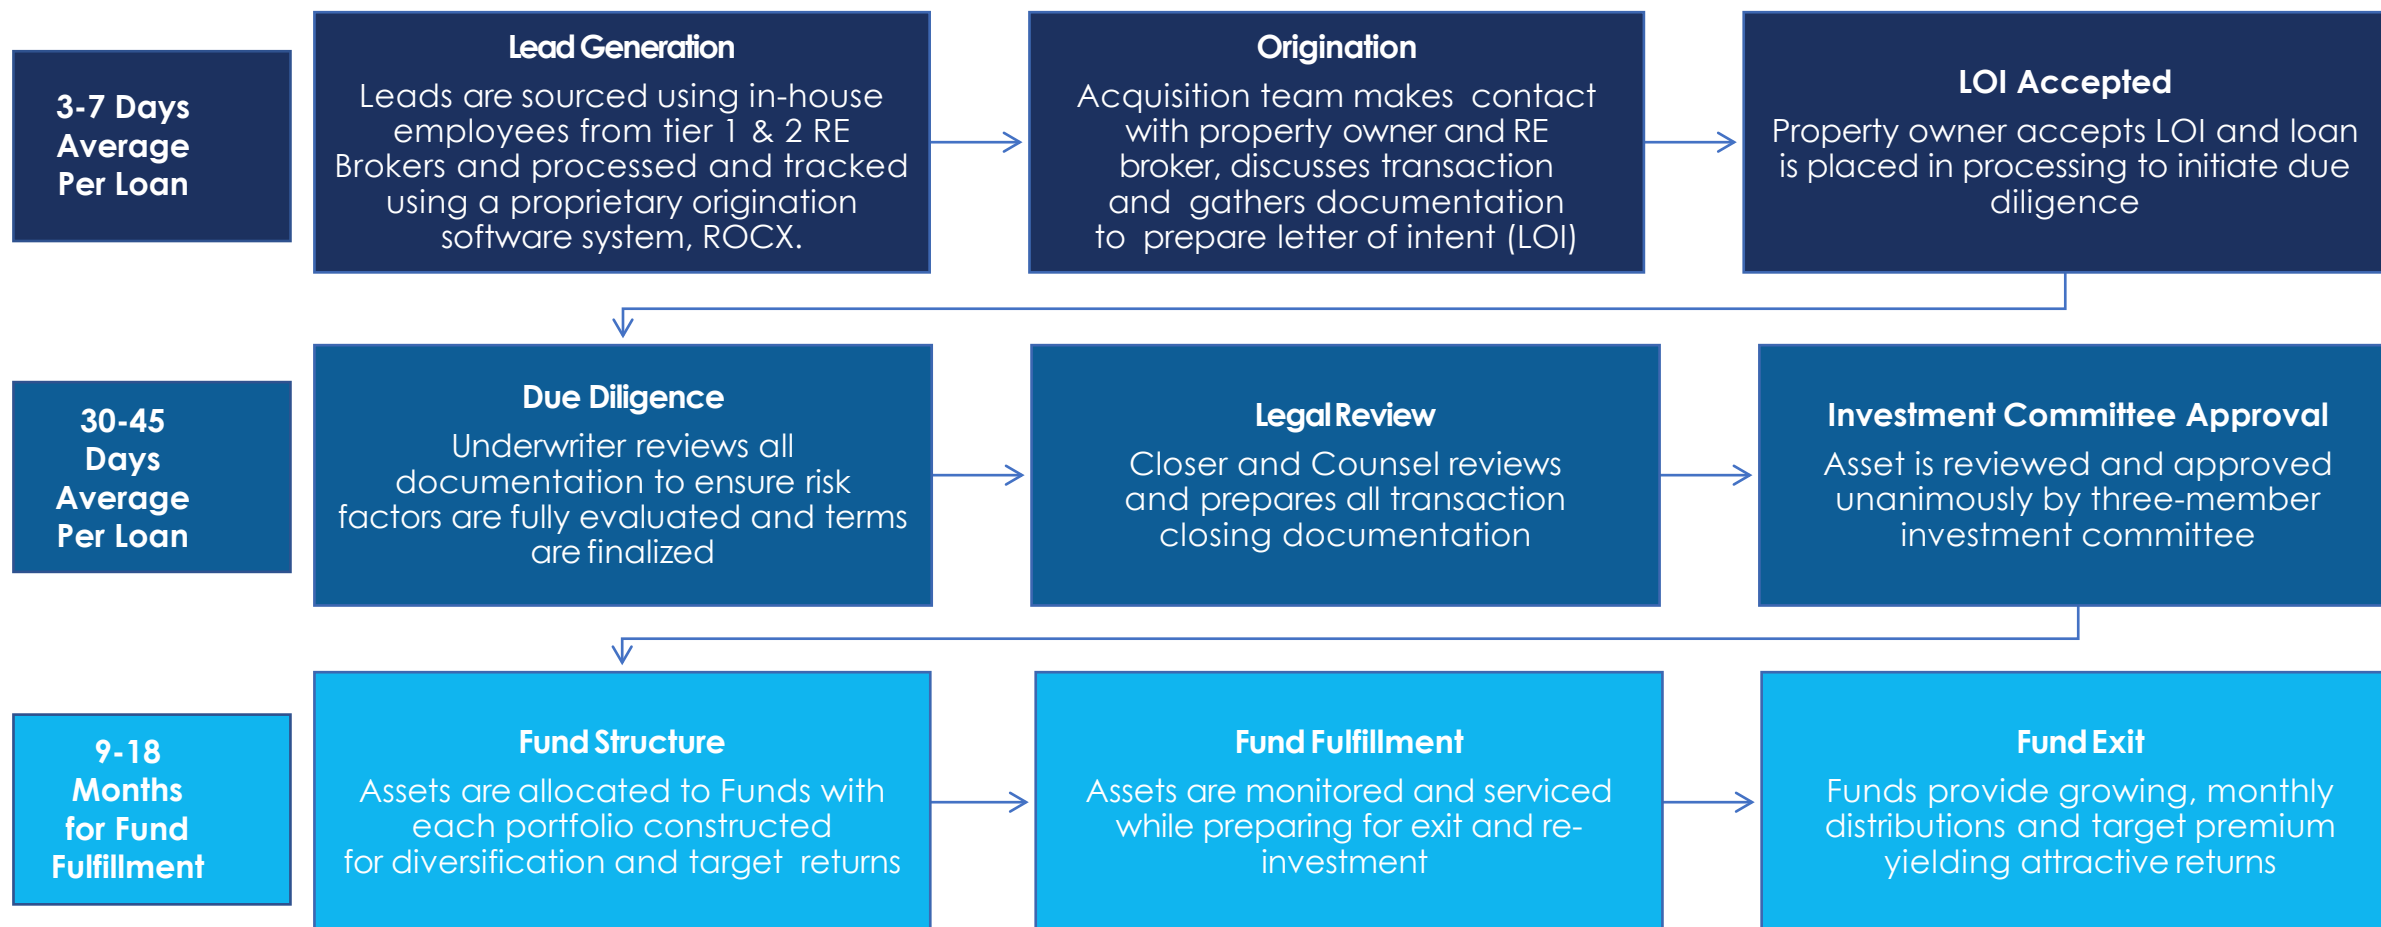 3-7 Days
Average
Per Loan
Lead Generation
Leads are sourced using in-house
employees from tier 1 & 2 RE
Brokers and processed and tracked
using a proprietary origination
software system, ROCX.
Origination
Acquisition team makes contact
with property owner and RE
broker, discusses transaction
and gathers documentation
to prepare letter of intent (LOI)
LOI Accepted
Property owner accepts LOI and loan
is placed in processing to initiate due
diligence
30-45
Days
Average
Per Loan
Due Diligence
Underwriter reviews all
documentation to ensure risk
factors are fully evaluated and terms
are finalized
Legal Review
Closer and Counsel reviews
and prepares all transaction
closing documentation
Investment Committee Approval
Asset is reviewed and approved
unanimously by three-member
investment committee
9-18
Months
for Fund
Fulfillment
Fund Structure
Assets are allocated to Funds with
each portfolio constructed
for diversification and target returns
Fund Fulfillment
Assets are monitored and serviced
while preparing for exit and re-
investment
Fund Exit
Funds provide growing, monthly
distributions and target premium
yielding attractive returns